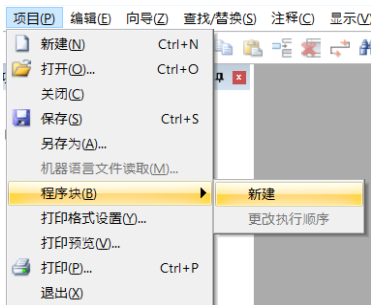 项目(P) 编辑(E) 向导(Z) 查找/替换(S) 注释(C) 显示(V)
新建(N) Ctrl+N
打开(O)... Ctrl+O
关闭(C)
保存(S) Ctrl+S
另存为(A)...
机器语言文件读取(M)...
程序块(B) 新建
打印格式设置(Y)... 更改执行顺序
打印预览(V)...
打印(P)... Ctrl+P
退出(X)